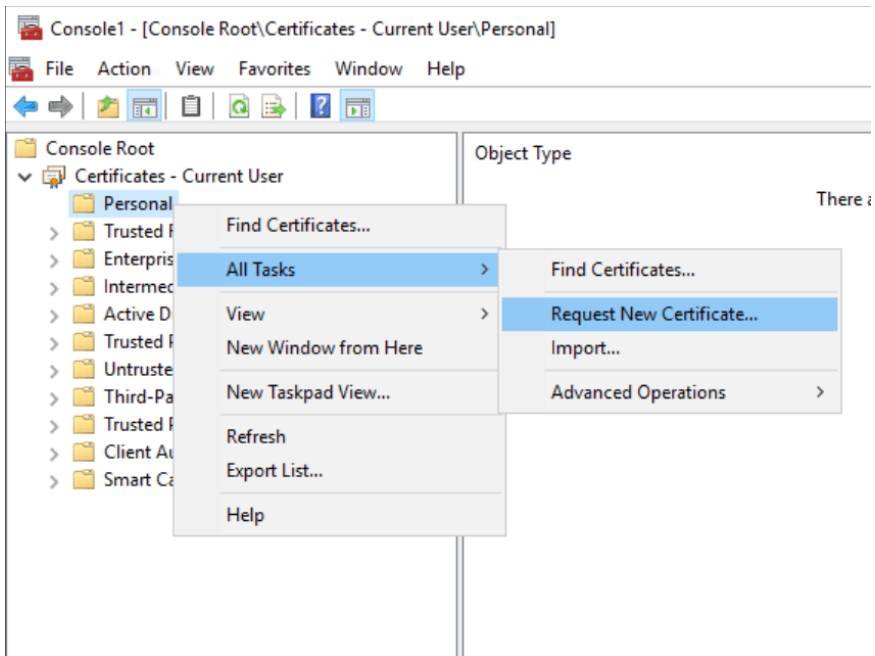 Console1 - [Console Root\Certificates - Current User\Personal]
File Action View Favorites Window Help
Console Root
Object Type
Certificates - Current User
Personal
There
Trusted
Enterpris
Intermed
Active D
Trusted
Untruste
Third-Pa
Trusted
Client Au
Smart Ca
Find Certificates...
All Tasks
View
New Window from Here
New Taskpad View...
Refresh
Export List...
Help
Find Certificates...
Request New Certificate...
Import...
Advanced Operations